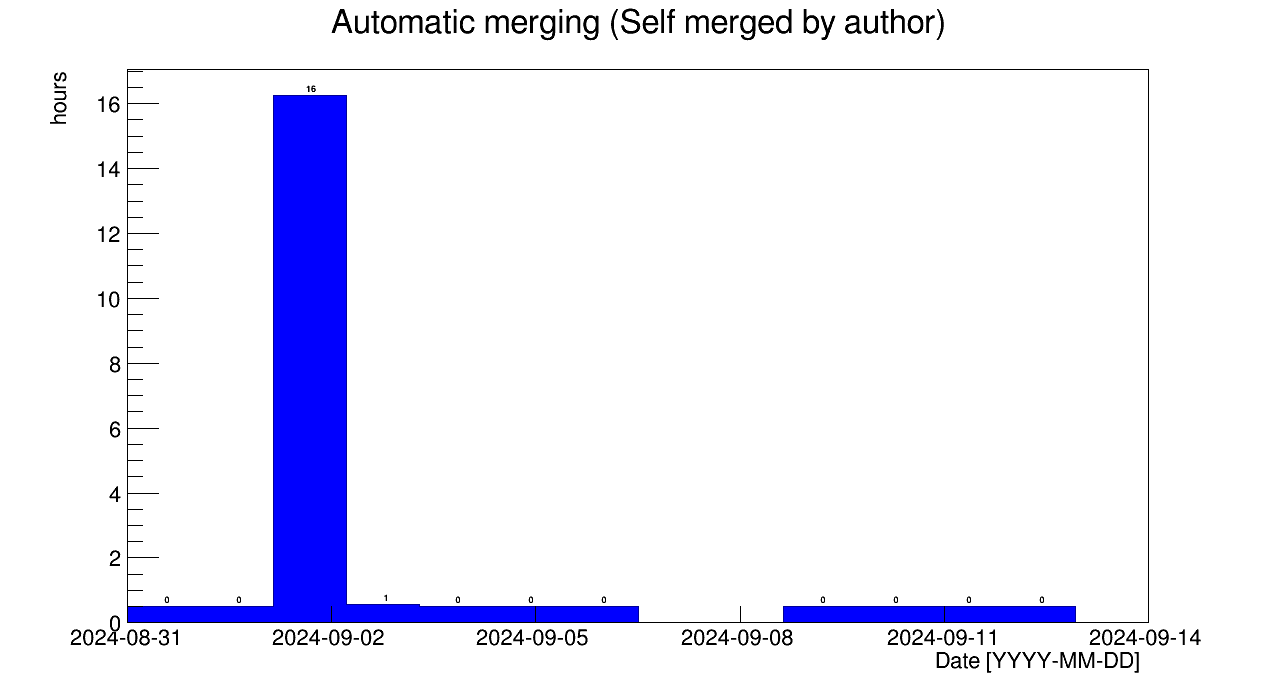 Automatic merging (Self merged by author)
hours
16
14
12
10
8
6
4
2
0
16
0 0 1 0 0 0 0 0 0 0
2024-08-31 2024-09-02 2024-09-05 2024-09-08 2024-09-11 2024-09-14
Date [YYYY-MM-DD]